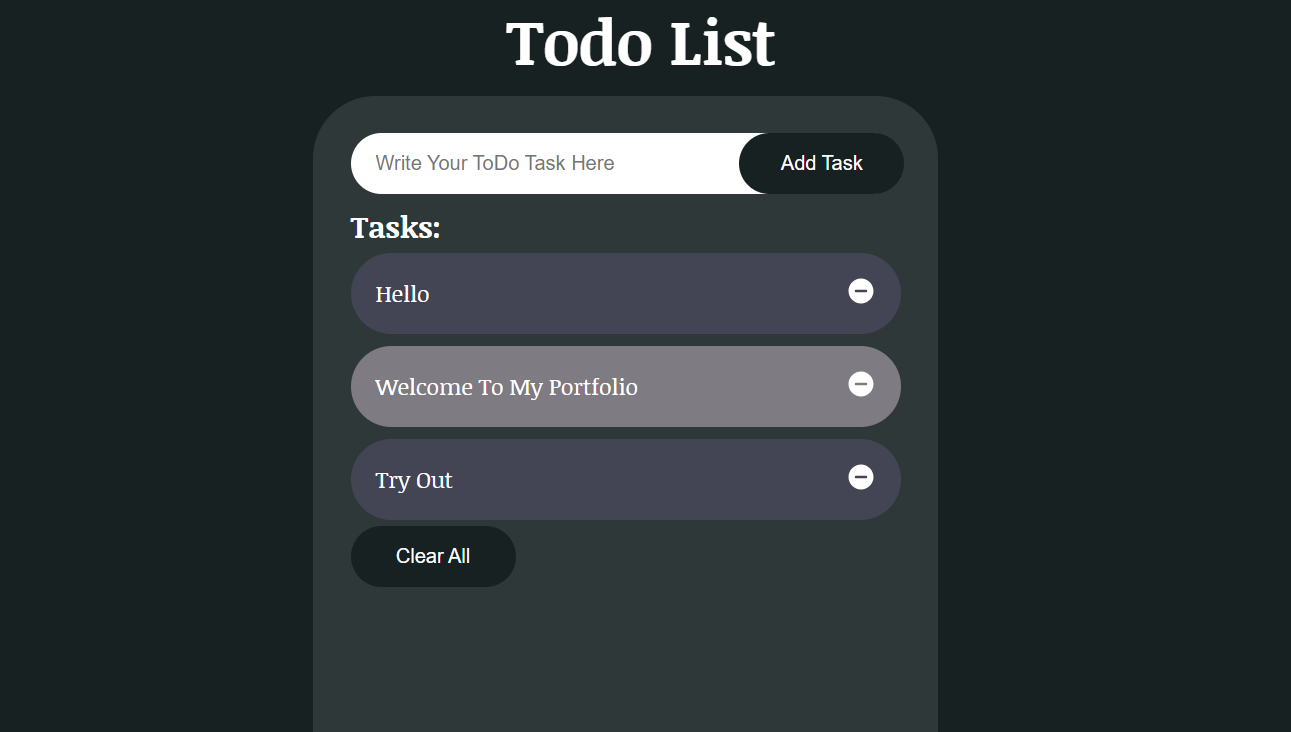 Todo List
Write Your ToDo Task Here
Add Task
Tasks:
Hello
Welcome To My Portfolio
Try Out
Clear All